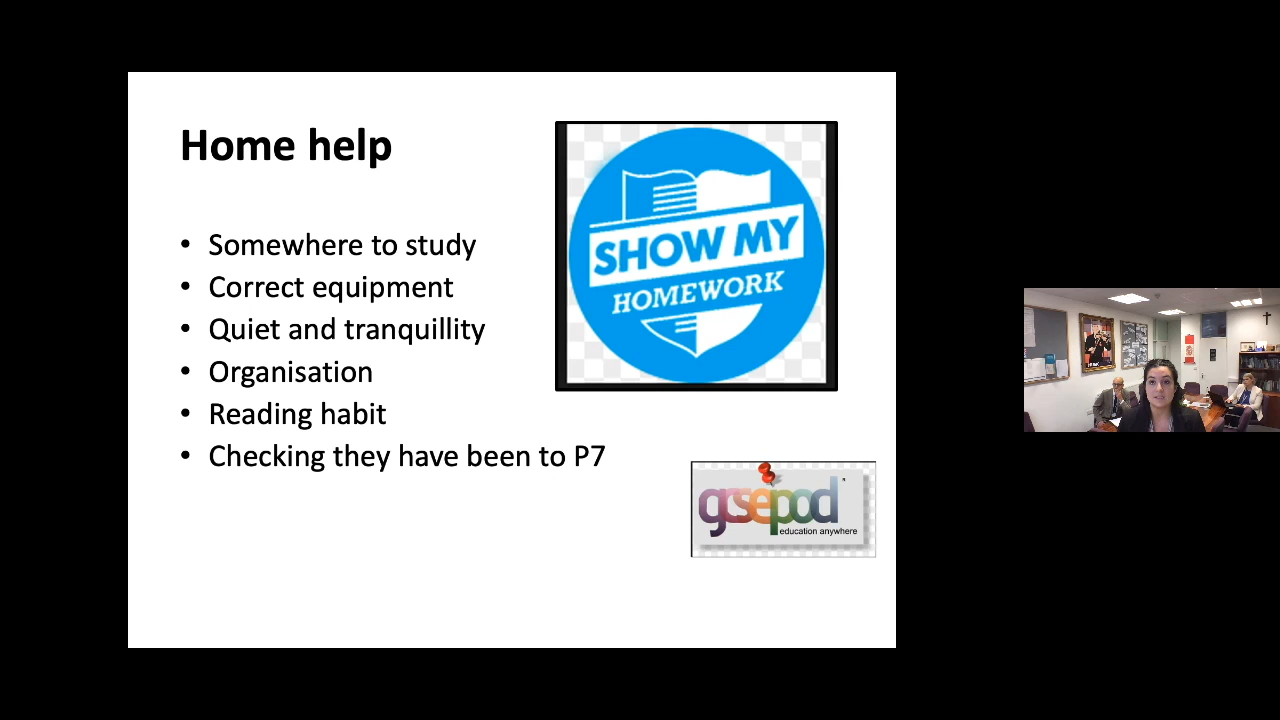 Home help
• Somewhere to study
• Correct equipment
• Quiet and tranquillity
• Organisation
• Reading habit
• Checking they have been to P7
SHOW MY
HOMEWORK
gcsepod
education anywhere